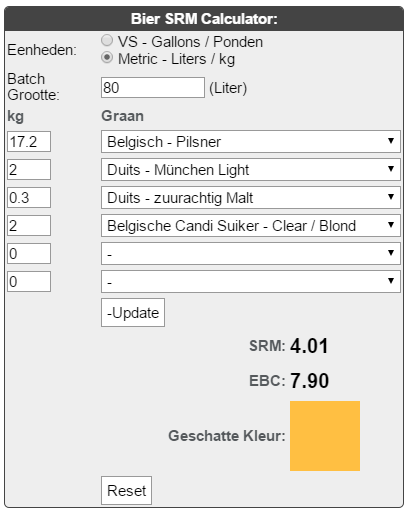 Bier SRM Calculator:
Eenheden:
VS - Gallons / Ponden
Metric - Liters / kg
Batch Grootte:
80 (Liter)
kg Graan
17.2 Belgisch - Pilsner
2 Duits - München Light
0.3 Duits - zuurachtig Malt
2 Belgische Candi Suiker - Clear / Blond
0 -
0 -
-Update
SRM: 4.01
EBC: 7.90
Geschatte Kleur:
Reset